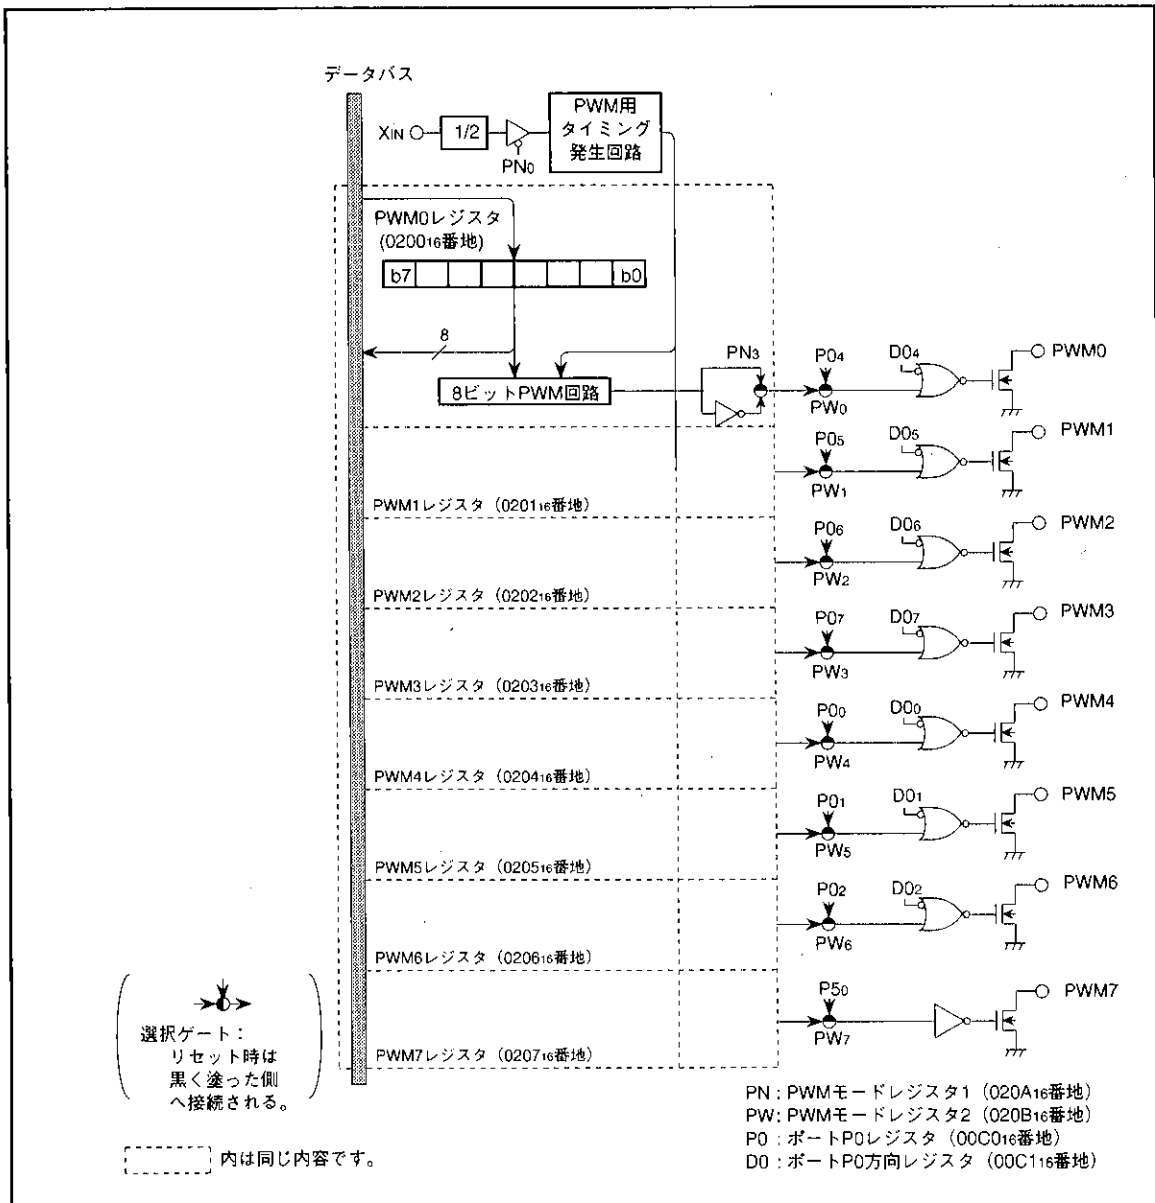 データバス
XIN
1/2
PN0
PWM用
タイミング
発生回路
PWM0レジスタ
(020016番地)
b7
b0
8
8ビットPWM回路
PN3
P04
PW0
D04
PWM0
P05
PW1
D05
PWM1
PWM1レジスタ（020116番地）
P06
PW2
D06
PWM2
PWM2レジスタ（020216番地）
P07
PW3
D07
PWM3
PWM3レジスタ（020316番地）
P00
PW4
D00
PWM4
PWM4レジスタ（020416番地）
P01
PW5
D01
PWM5
PWM5レジスタ（020516番地）
P02
PW6
D02
PWM6
PWM6レジスタ（020616番地）
P50
PW7
PWM7
PWM7レジスタ（020716番地）
選択ゲート：
リセット時は
黒く塗った側
へ接続される。
内は同じ内容です。
PN：PWMモードレジスタ1（020A16番地）
PW：PWMモードレジスタ2（020B16番地）
P0：ポートP0レジスタ（00C016番地）
D0：ポートP0方向レジスタ（00C116番地）